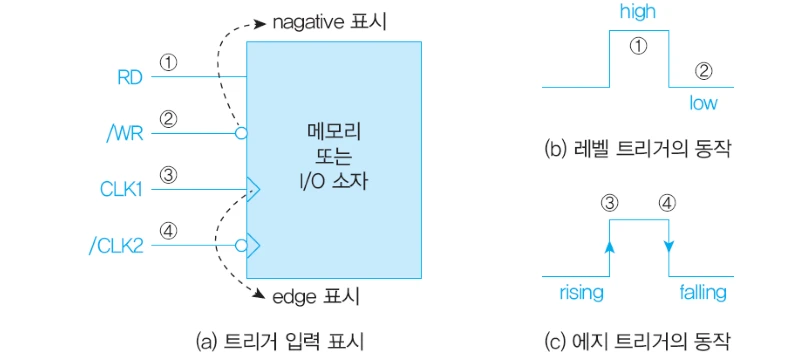 nagative 표시
RD ①
/WR ②
CLK1 ③
/CLK2 ④
메모리
또는
I/O 소자
edge 표시
(a) 트리거 입력 표시
high
①
②
low
(b) 레벨 트리거의 동작
③ ④
rising falling
(c) 에지 트리거의 동작